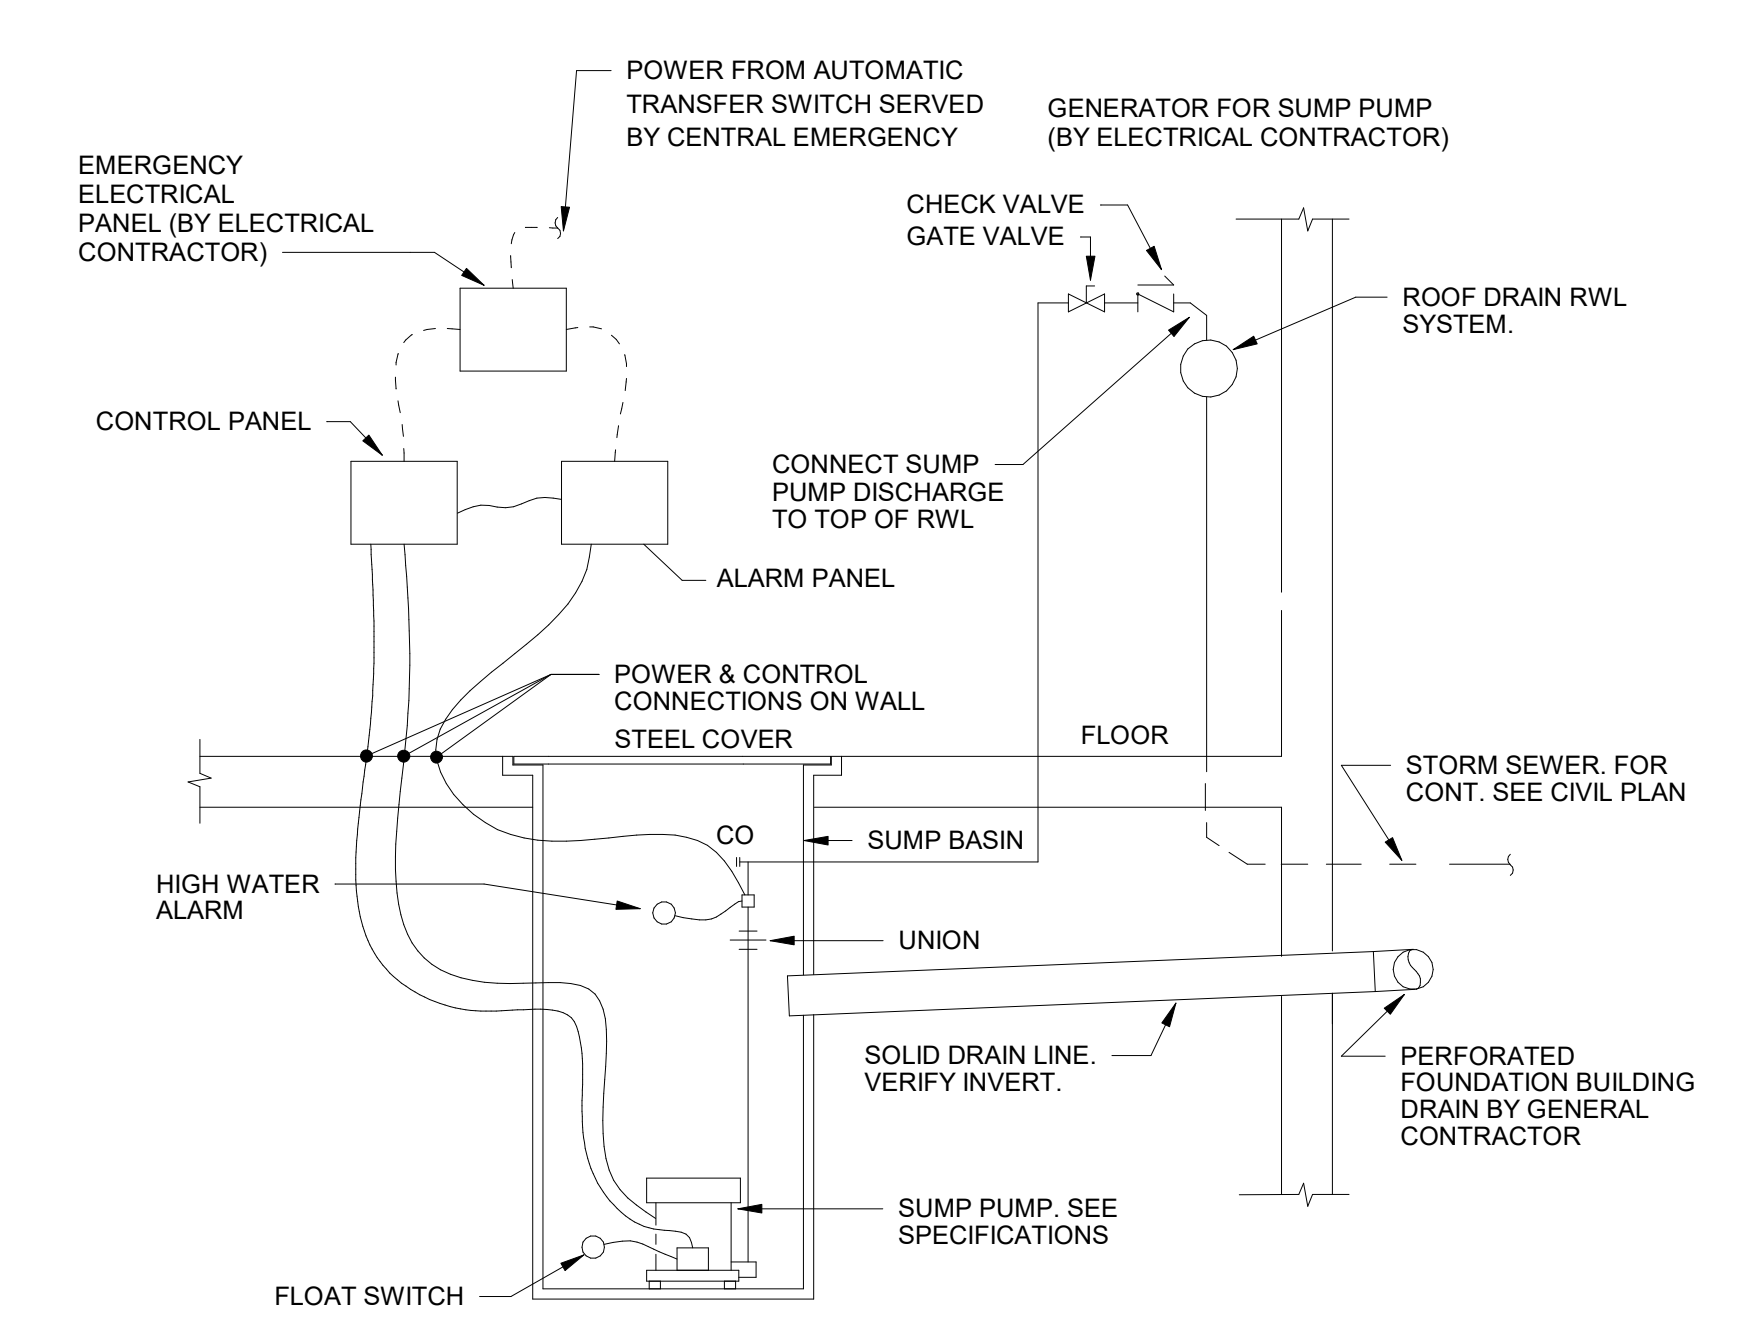 POWER FROM AUTOMATIC
TRANSFER SWITCH SERVED
BY CENTRAL EMERGENCY
GENERATOR FOR SUMP PUMP
(BY ELECTRICAL CONTRACTOR)
EMERGENCY
ELECTRICAL
PANEL (BY ELECTRICAL
CONTRACTOR)
CHECK VALVE
GATE VALVE
ROOF DRAIN RWL
SYSTEM.
CONTROL PANEL
CONNECT SUMP
PUMP DISCHARGE
TO TOP OF RWL
ALARM PANEL
POWER & CONTROL
CONNECTIONS ON WALL
STEEL COVER
FLOOR
STORM SEWER. FOR
CONT. SEE CIVIL PLAN
CO
SUMP BASIN
HIGH WATER
ALARM
UNION
SOLID DRAIN LINE.
VERIFY INVERT.
PERFORATED
FOUNDATION BUILDING
DRAIN BY GENERAL
CONTRACTOR
SUMP PUMP. SEE
SPECIFICATIONS
FLOAT SWITCH